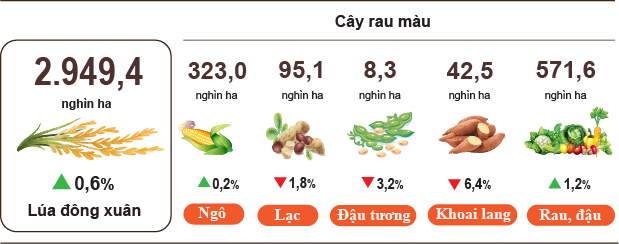 Cây rau màu
2.949,4
nghìn ha
0,6%
Lúa đông xuân
323,0
nghìn ha
0,2%
Ngô
95,1
nghìn ha
1,8%
Lạc
8,3
nghìn ha
3,2%
Đậu tương
42,5
nghìn ha
6,4%
Khoai lang
571,6
nghìn ha
1,2%
Rau, đậu